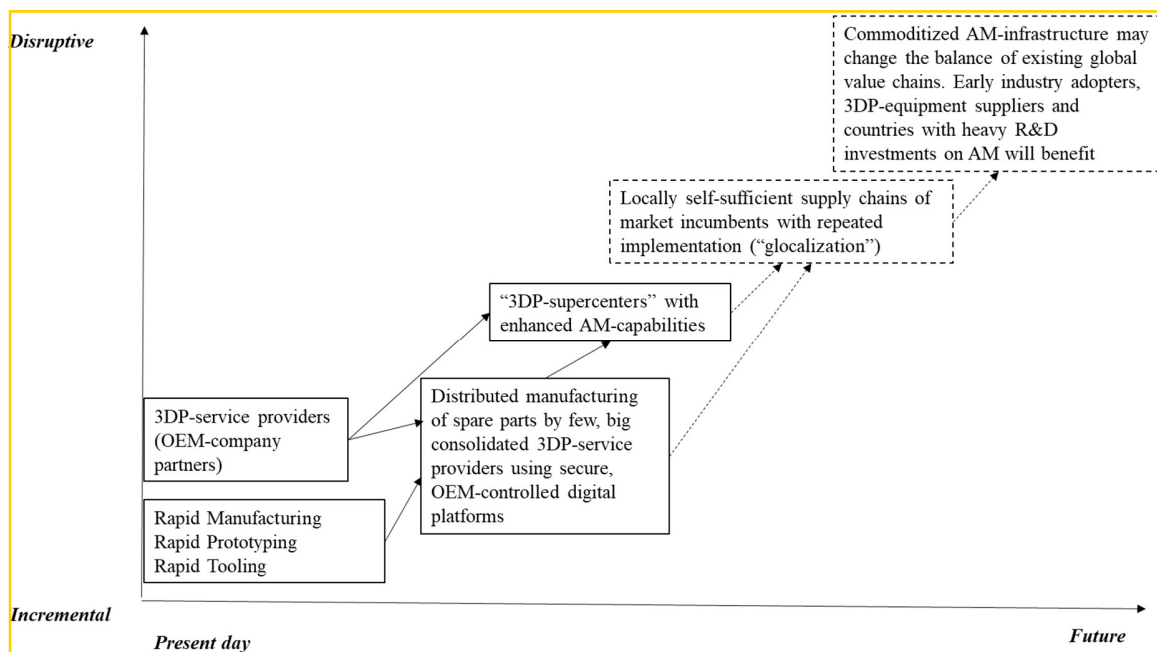 Disruptive
Commoditized AM-infrastructure may
change the balance of existing global
value chains. Early industry adopters,
3DP-equipment suppliers and
countries with heavy R&D
investments on AM will benefit
Locally self-sufficient supply chains of
market incumbents with repeated
implementation (“glocalization”)
“3DP-supercenters” with
enhanced AM-capabilities
3DP-service providers
(OEM-company
partners)
Distributed manufacturing
of spare parts by few, big
consolidated 3DP-service
providers using secure,
OEM-controlled digital
platforms
Rapid Manufacturing
Rapid Prototyping
Rapid Tooling
Incremental
Present day
Future